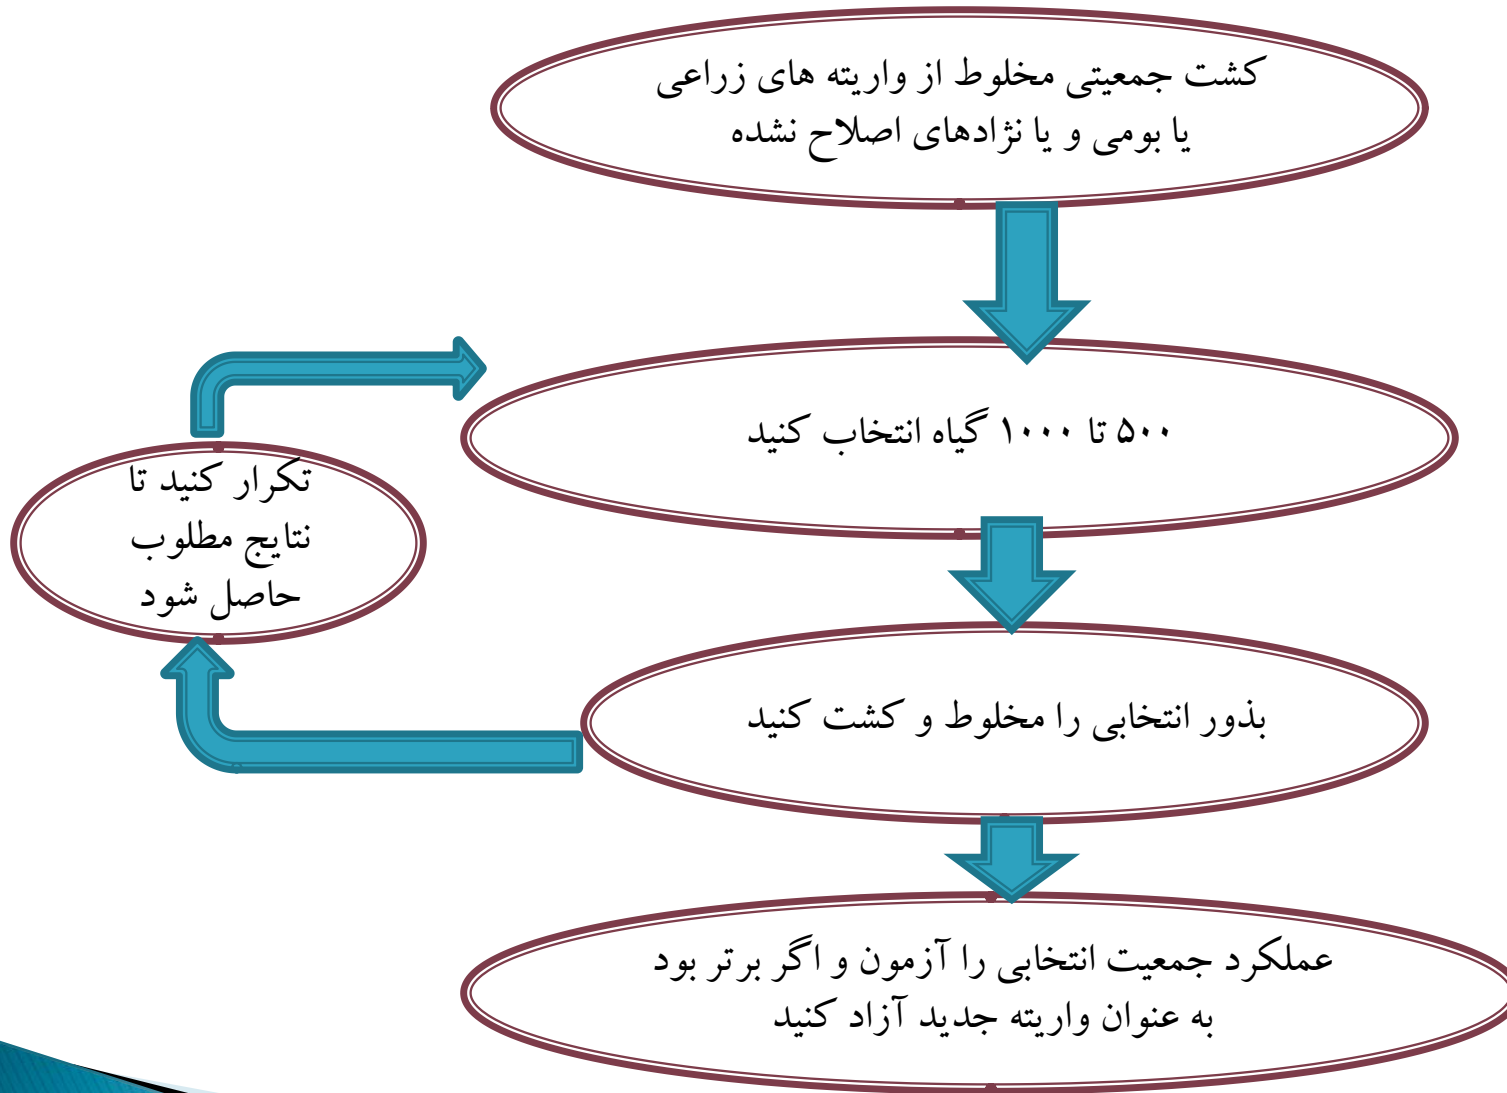 کشت جمعیتی مخلوط از واریته های زراعی
یا بومی و یا نژادهای اصلاح نشده
۵۰۰ تا ۱۰۰۰ گیاه انتخاب کنید
تکرار کنید تا
نتایج مطلوب
حاصل شود
بذور انتخابی را مخلوط و کشت کنید
عملکرد جمعیت انتخابی را آزمون و اگر برتر بود
به عنوان واریته جدید آزاد کنید